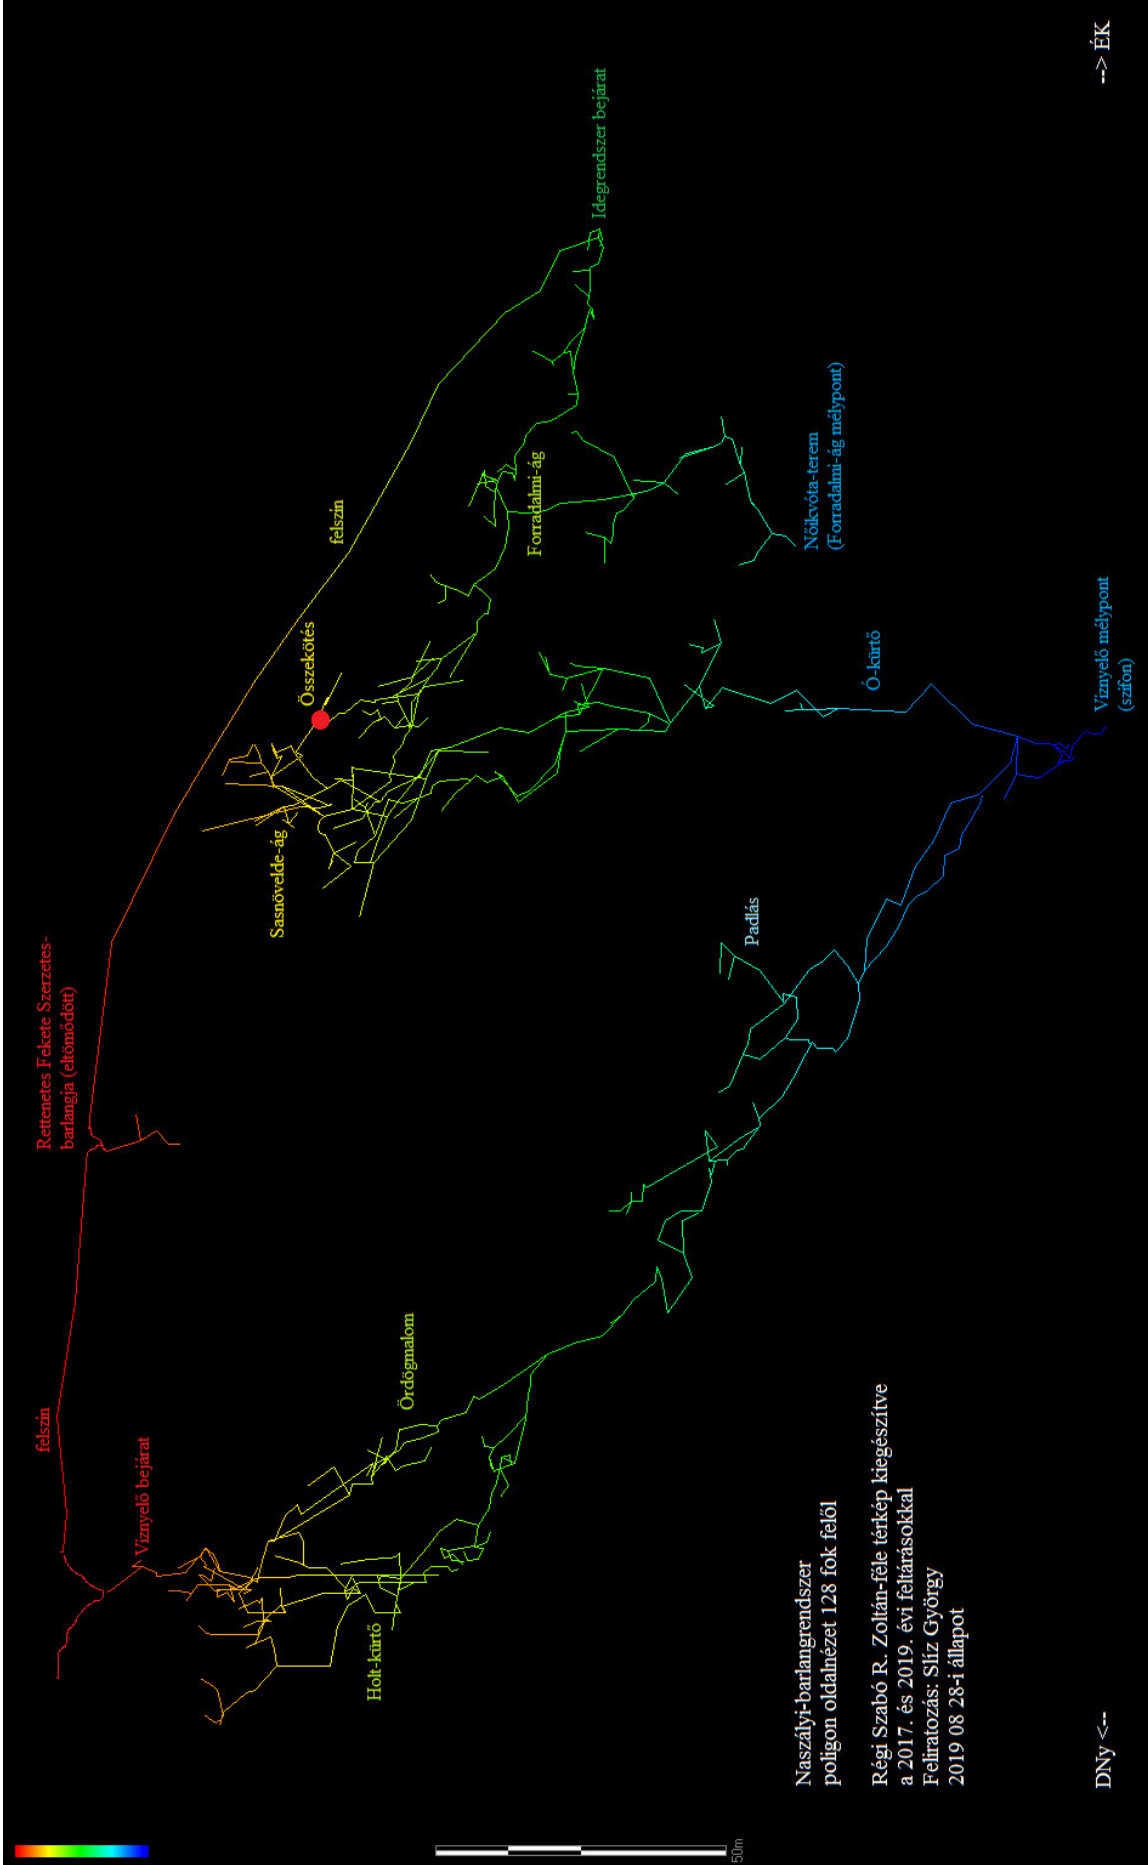 felszín
Víznyelő bejárat
Rettenetes Fekete Szerzetes-
barlangja (eltömődött)
Holt-kürtő
Ördögmalom
Sasnövelde-ág
Összekötés
felszín
Forradalmi-ág
Idegrendszer bejárat
Padlás
Ó-kürtő
Nőikvóta-terem
(Forradalmi-ág mélypont)
Víznyelő mélypont
(szifon)
50m
Naszályi-barlangrendszer
poligon oldalnézet 128 fok felől
Régi Szabó R. Zoltán-féle térkép kiegészítve
a 2017. és 2019. évi feltárásokkal
Feliratozás: Slíz György
2019 08 28-i állapot
DNy <--
--> ÉK